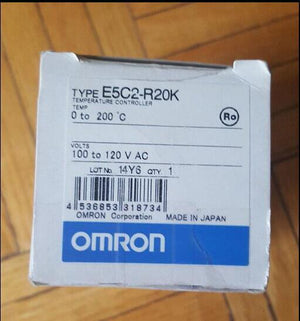 TYPE E5C2-R20K
TEMPERATURE CONTROLLER
TEMP
0 to 200 °C
Ro
VOLTS
100 to 120 V AC
LOT No. 14Y6 QTY. 1
4 536853 318734
OMRON Corporation MADE IN JAPAN
OMRON